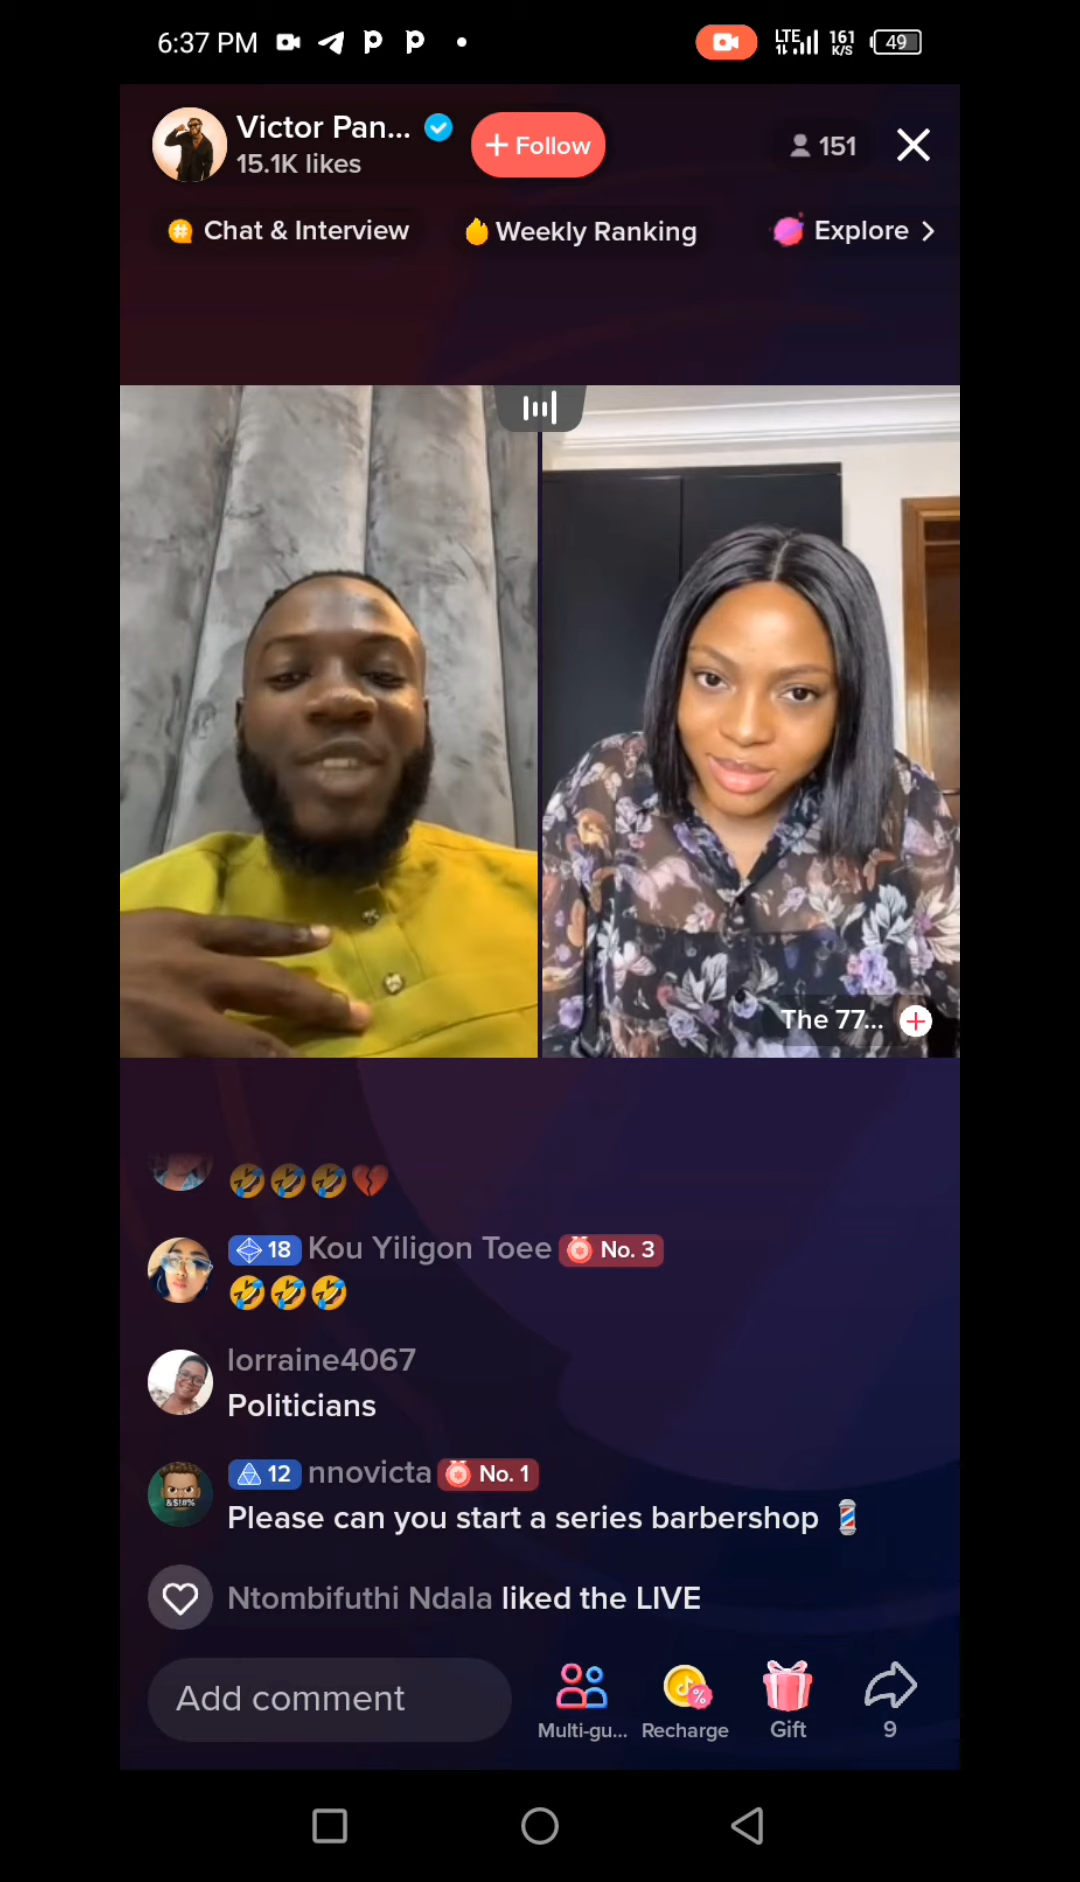 6:37 PM
LTE 161 K/S 49
Victor Pan...
15.1K likes
+ Follow
151
Chat & Interview
Weekly Ranking
Explore >
The 77...
18 Kou Yiligon Toee No. 3
lorraine4067
Politicians
12 nnovicta No. 1
&$!#%
Please can you start a series barbershop
Ntombifuthi Ndala liked the LIVE
Add comment
Multi-gu... Recharge Gift 9